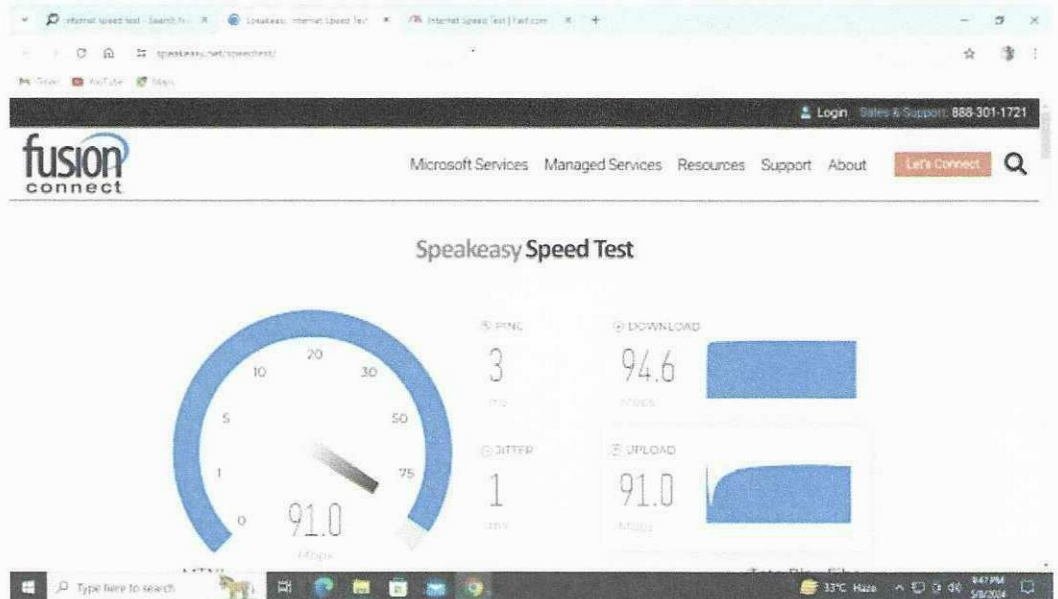 internet speed test - Search
Speakeasy Internet Speed Test
Internet Speed Test | Fast.com
speakeasy.net/speedtest/
Gmail YouTube Maps
Login Sales & Support: 888-301-1721
fusion
connect
Microsoft Services Managed Services Resources Support About Let's Connect
Speakeasy Speed Test
0
1
5
10
20
30
50
75
91.0
Mbps
PING
3
ms
DOWNLOAD
94.6
Mbps
JITTER
1
ms
UPLOAD
91.0
Mbps
Type here to search
33°C Haze
9:47 PM
5/8/2024